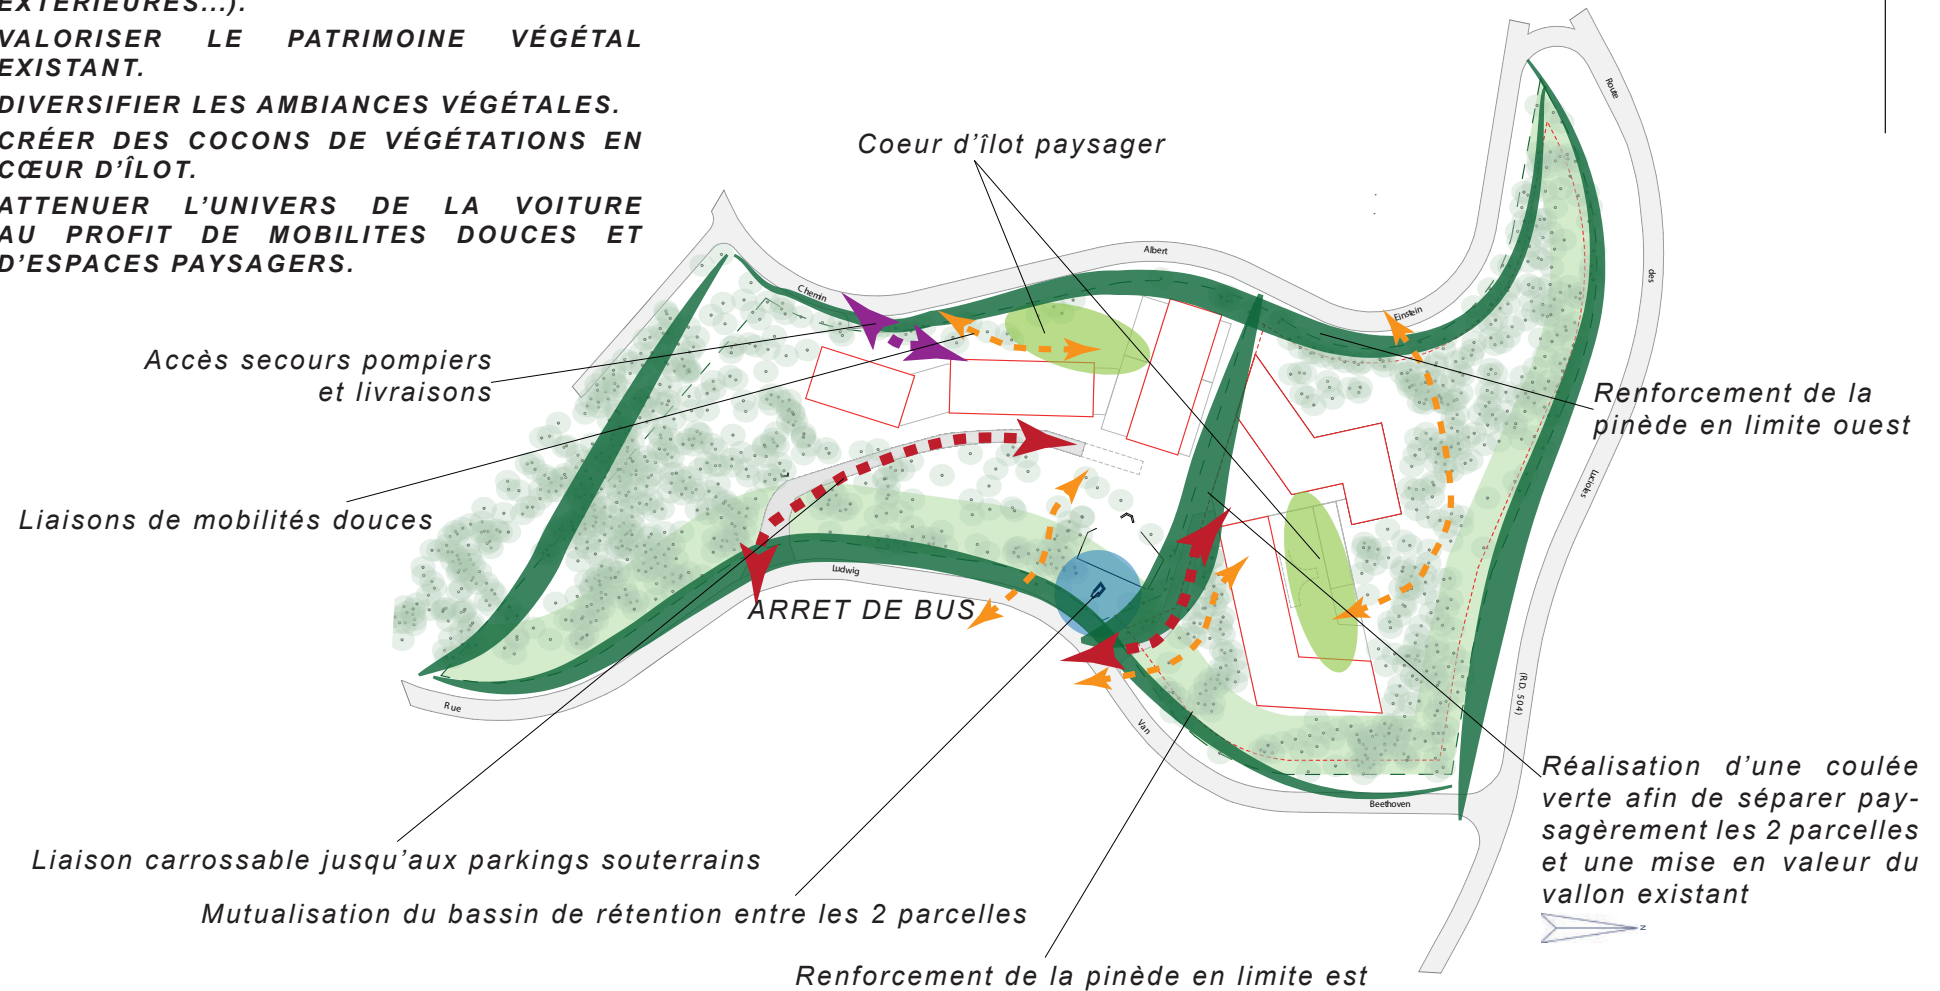 EXTÉRIEURES...).
VALORISER LE PATRIMOINE VÉGÉTAL
EXISTANT.
DIVERSIFIER LES AMBIANCES VÉGÉTALES.
CRÉER DES COCONS DE VÉGÉTATIONS EN
CŒUR D'ÎLOT.
ATTENUER L'UNIVERS DE LA VOITURE
AU PROFIT DE MOBILITES DOUCES ET
D'ESPACES PAYSAGERS.
Coeur d'îlot paysager
Route
des
Lucioles
(RD. 504)
Chemin
Albert
Einstein
Accès secours pompiers
et livraisons
Renforcement de la
pinède en limite ouest
Liaisons de mobilités douces
Ludwig
ARRET DE BUS
Rue
Van
Beethoven
Réalisation d'une coulée
verte afin de séparer pay-
sagèrement les 2 parcelles
et une mise en valeur du
vallon existant
N
Liaison carrossable jusqu'aux parkings souterrains
Mutualisation du bassin de rétention entre les 2 parcelles
Renforcement de la pinède en limite est